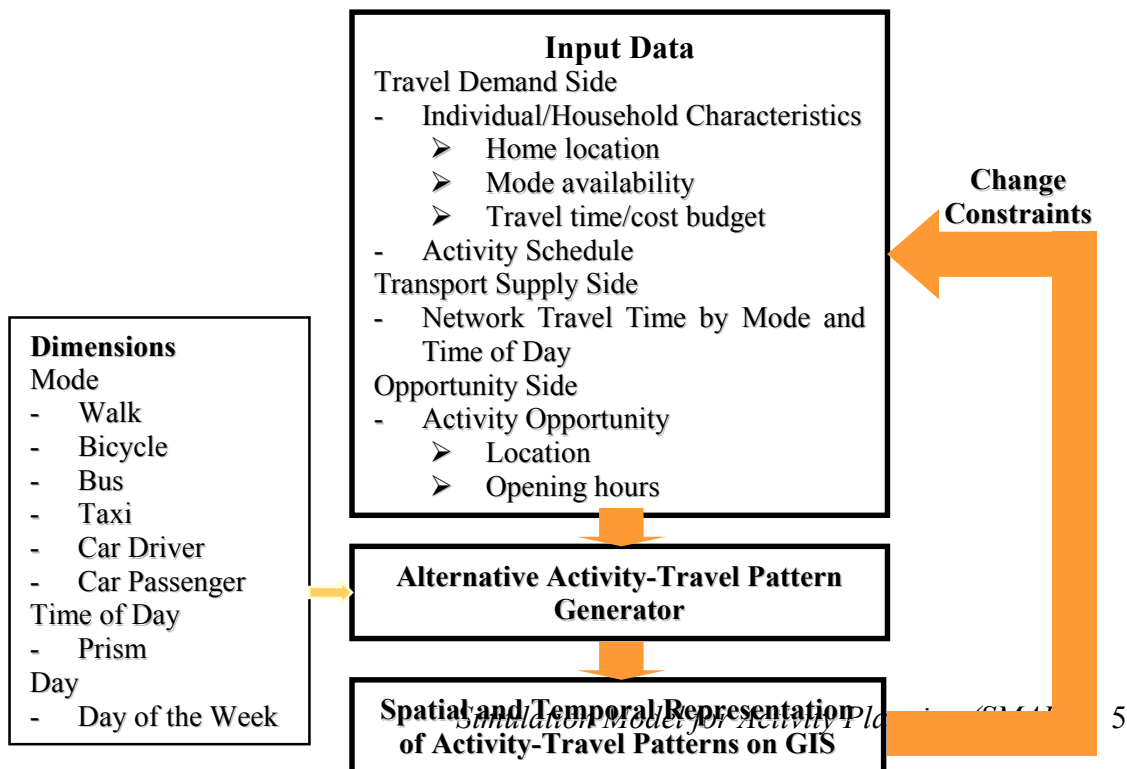 Input Data
Travel Demand Side
- Individual/Household Characteristics
➢ Home location
➢ Mode availability
➢ Travel time/cost budget
- Activity Schedule
Transport Supply Side
- Network Travel Time by Mode and
Time of Day
Opportunity Side
- Activity Opportunity
➢ Location
➢ Opening hours
Change
Constraints
Dimensions
Mode
- Walk
- Bicycle
- Bus
- Taxi
- Car Driver
- Car Passenger
Time of Day
- Prism
Day
- Day of the Week
Alternative Activity-Travel Pattern
Generator
Spatial and Temporal Representation
of Activity-Travel Patterns on GIS
Simulation Model for Activity 5